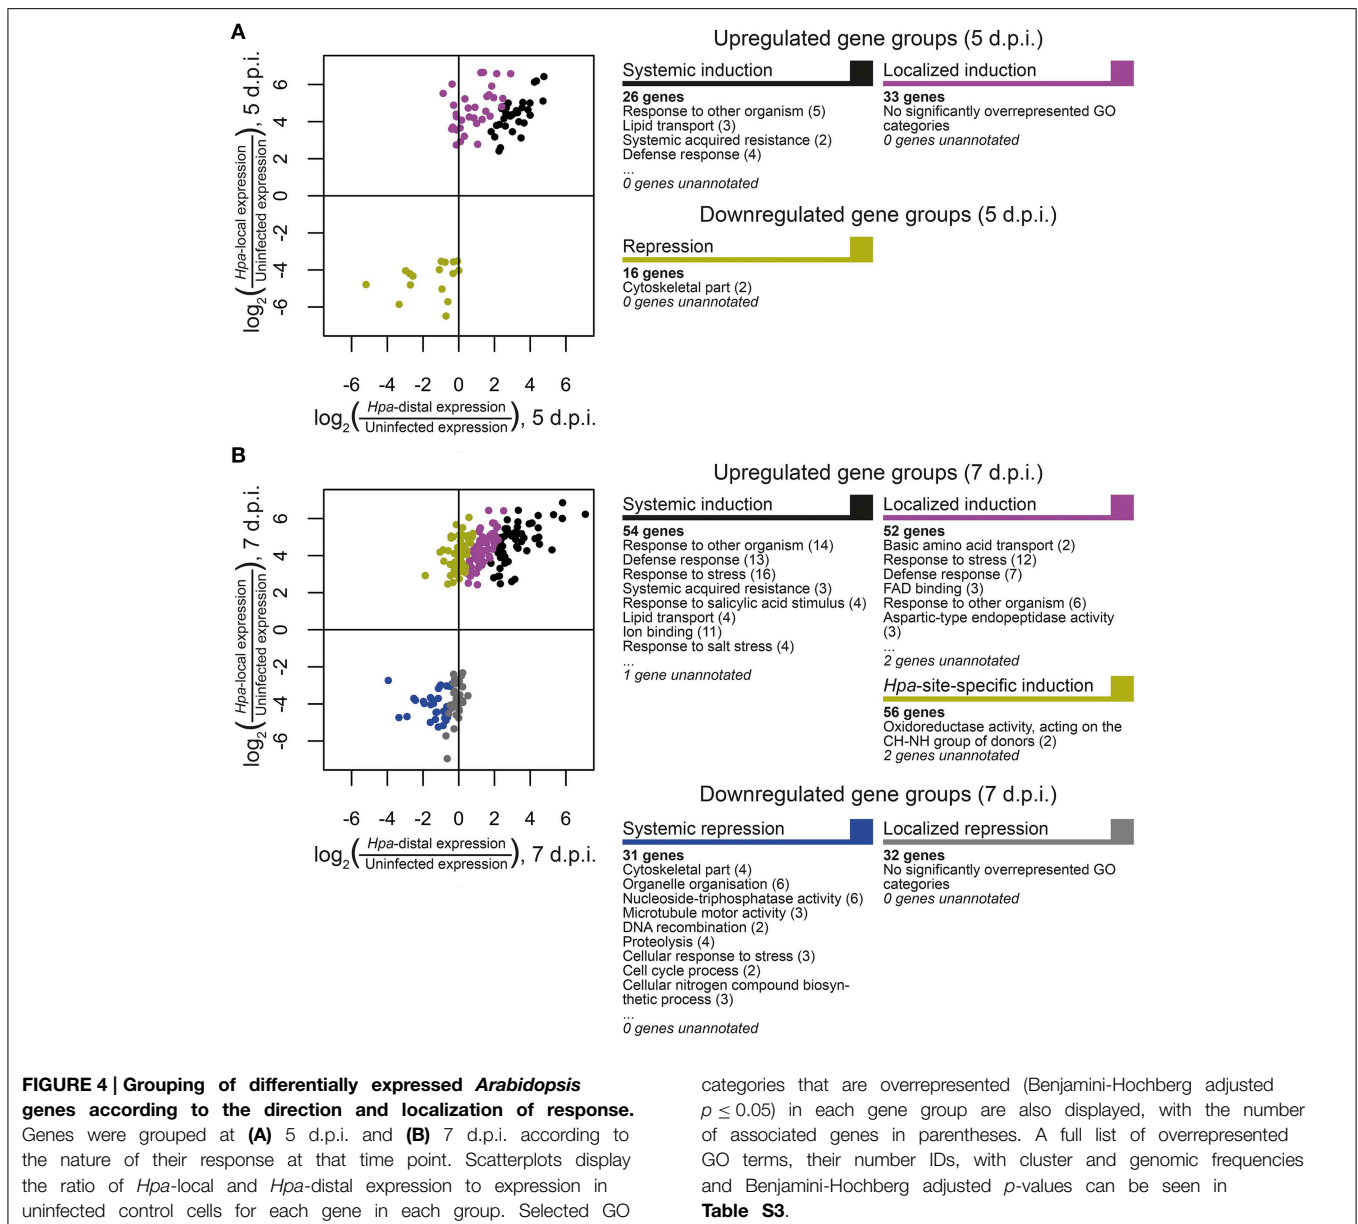 A
Upregulated gene groups (5 d.p.i.)
Systemic induction
26 genes
Response to other organism (5)
Lipid transport (3)
Systemic acquired resistance (2)
Defense response (4)
...
0 genes unannotated
Localized induction
33 genes
No significantly overrepresented GO
categories
0 genes unannotated
Downregulated gene groups (5 d.p.i.)
Repression
16 genes
Cytoskeletal part (2)
0 genes unannotated
log2(Hpa-local expression / Uninfected expression), 5 d.p.i.
6
4
2
0
-2
-4
-6
-6 -4 -2 0 2 4 6
log2(Hpa-distal expression / Uninfected expression), 5 d.p.i.
B
Upregulated gene groups (7 d.p.i.)
Systemic induction
54 genes
Response to other organism (14)
Defense response (13)
Response to stress (16)
Systemic acquired resistance (3)
Response to salicylic acid stimulus (4)
Lipid transport (4)
Ion binding (11)
Response to salt stress (4)
...
1 gene unannotated
Localized induction
52 genes
Basic amino acid transport (2)
Response to stress (12)
Defense response (7)
FAD binding (3)
Response to other organism (6)
Aspartic-type endopeptidase activity
(3)
...
2 genes unannotated
Hpa-site-specific induction
56 genes
Oxidoreductase activity, acting on the
CH-NH group of donors (2)
2 genes unannotated
Downregulated gene groups (7 d.p.i.)
Systemic repression
31 genes
Cytoskeletal part (4)
Organelle organisation (6)
Nucleoside-triphosphatase activity (6)
Microtubule motor activity (3)
DNA recombination (2)
Proteolysis (4)
Cellular response to stress (3)
Cell cycle process (2)
Cellular nitrogen compound biosyn-
thetic process (3)
...
0 genes unannotated
Localized repression
32 genes
No significantly overrepresented GO
categories
0 genes unannotated
log2(Hpa-local expression / Uninfected expression), 7 d.p.i.
6
4
2
0
-2
-4
-6
-6 -4 -2 0 2 4 6
log2(Hpa-distal expression / Uninfected expression), 7 d.p.i.
FIGURE 4 | Grouping of differentially expressed Arabidopsis
genes according to the direction and localization of response.
Genes were grouped at (A) 5 d.p.i. and (B) 7 d.p.i. according to
the nature of their response at that time point. Scatterplots display
the ratio of Hpa-local and Hpa-distal expression to expression in
uninfected control cells for each gene in each group. Selected GO
categories that are overrepresented (Benjamini-Hochberg adjusted
p ≤ 0.05) in each gene group are also displayed, with the number
of associated genes in parentheses. A full list of overrepresented
GO terms, their number IDs, with cluster and genomic frequencies
and Benjamini-Hochberg adjusted p-values can be seen in
Table S3.